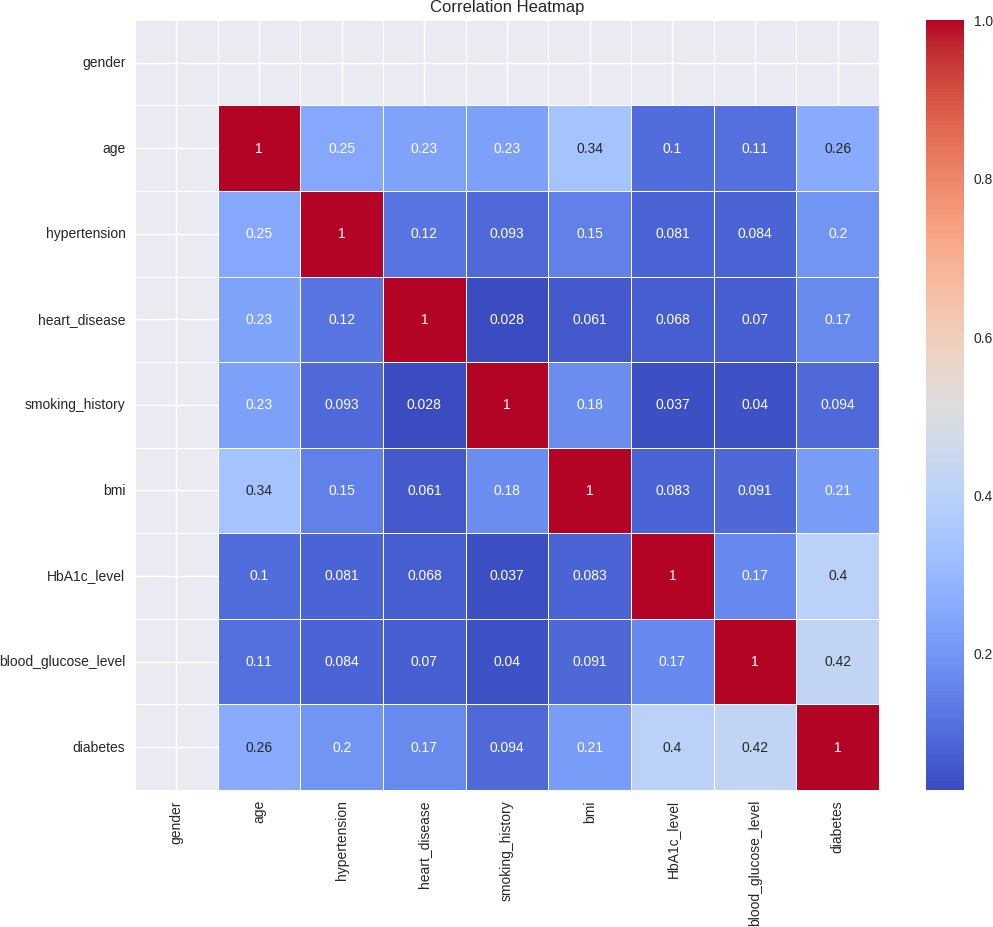 Correlation Heatmap
gender
age 1 0.25 0.23 0.23 0.34 0.1 0.11 0.26
hypertension 0.25 1 0.12 0.093 0.15 0.081 0.084 0.2
heart_disease 0.23 0.12 1 0.028 0.061 0.068 0.07 0.17
smoking_history 0.23 0.093 0.028 1 0.18 0.037 0.04 0.094
bmi 0.34 0.15 0.061 0.18 1 0.083 0.091 0.21
HbA1c_level 0.1 0.081 0.068 0.037 0.083 1 0.17 0.4
blood_glucose_level 0.11 0.084 0.07 0.04 0.091 0.17 1 0.42
diabetes 0.26 0.2 0.17 0.094 0.21 0.4 0.42 1
gender age hypertension heart_disease smoking_history bmi HbA1c_level blood_glucose_level diabetes
1.0
0.8
0.6
0.4
0.2